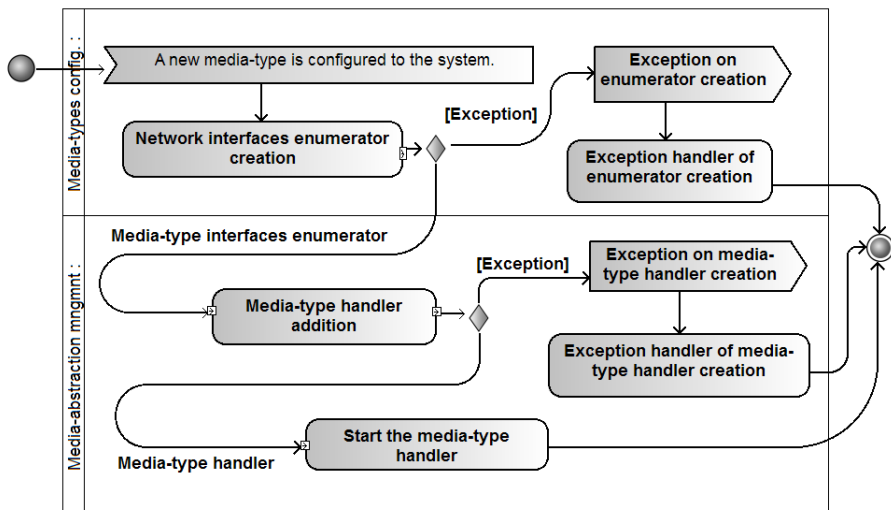 Media-types config. :
A new media-type is configured to the system.
Exception on
enumerator creation
[Exception]
Network interfaces enumerator
creation
Exception handler of
enumerator creation
Media-abstraction mngmnt :
Media-type interfaces enumerator
[Exception]
Exception on media-
type handler creation
Media-type handler
addition
Exception handler of media-
type handler creation
Start the media-type
handler
Media-type handler